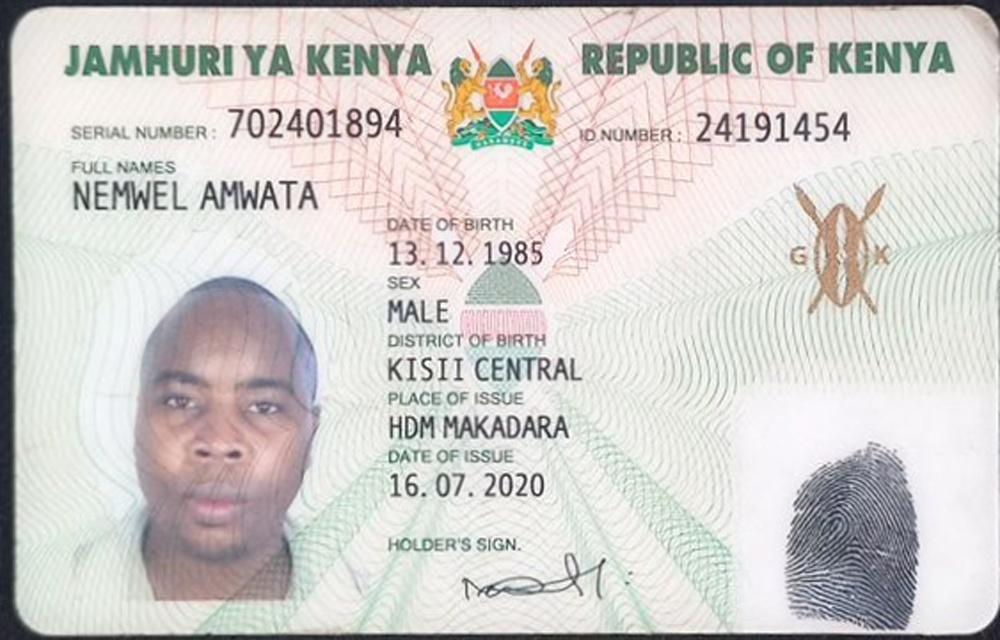 JAMHURI YA KENYA REPUBLIC OF KENYA
SERIAL NUMBER : 702401894 ID NUMBER : 24191454
FULL NAMES
NEMWEL AMWATA
DATE OF BIRTH
13. 12. 1985
SEX
MALE
DISTRICT OF BIRTH
KISII CENTRAL
PLACE OF ISSUE
HDM MAKADARA
DATE OF ISSUE
16. 07. 2020
HOLDER'S SIGN.
G K